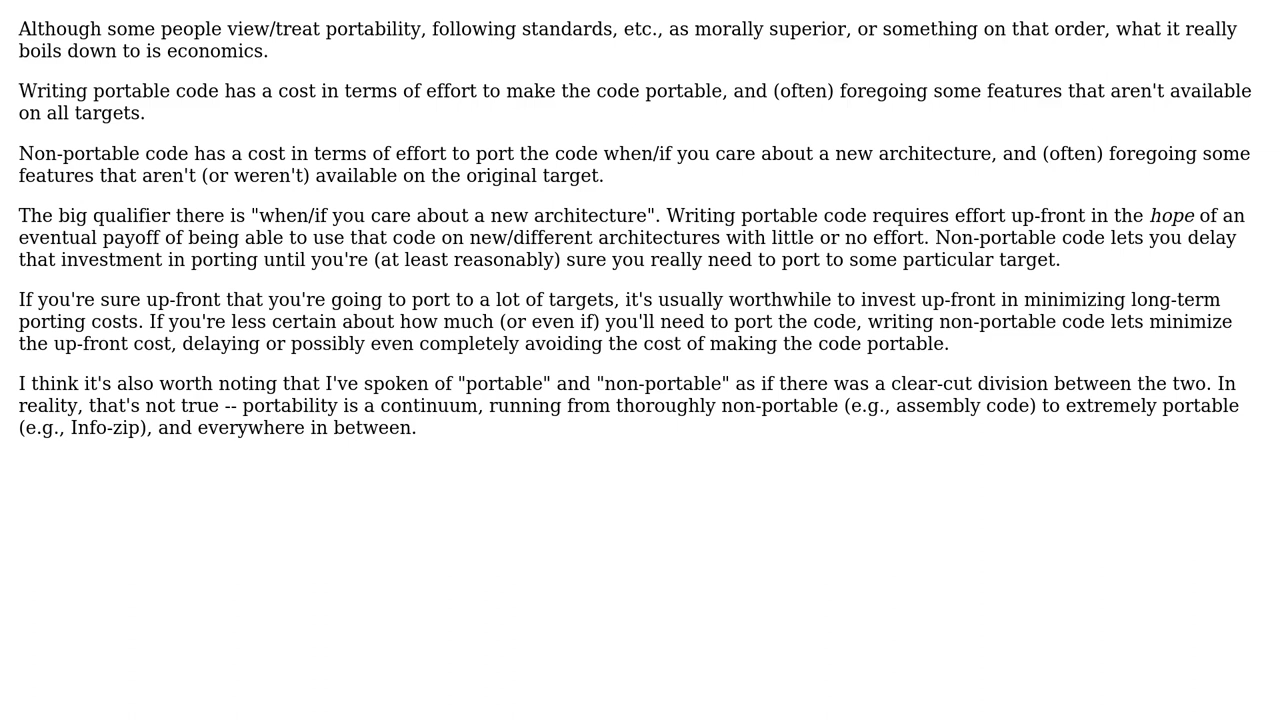 Although some people view/treat portability, following standards, etc., as morally superior, or something on that order, what it really
boils down to is economics.
Writing portable code has a cost in terms of effort to make the code portable, and (often) foregoing some features that aren't available
on all targets.
Non-portable code has a cost in terms of effort to port the code when/if you care about a new architecture, and (often) foregoing some
features that aren't (or weren't) available on the original target.
The big qualifier there is "when/if you care about a new architecture". Writing portable code requires effort up-front in the hope of an
eventual payoff of being able to use that code on new/different architectures with little or no effort. Non-portable code lets you delay
that investment in porting until you're (at least reasonably) sure you really need to port to some particular target.
If you're sure up-front that you're going to port to a lot of targets, it's usually worthwhile to invest up-front in minimizing long-term
porting costs. If you're less certain about how much (or even if) you'll need to port the code, writing non-portable code lets minimize
the up-front cost, delaying or possibly even completely avoiding the cost of making the code portable.
I think it's also worth noting that I've spoken of "portable" and "non-portable" as if there was a clear-cut division between the two. In
reality, that's not true -- portability is a continuum, running from thoroughly non-portable (e.g., assembly code) to extremely portable
(e.g., Info-zip), and everywhere in between.